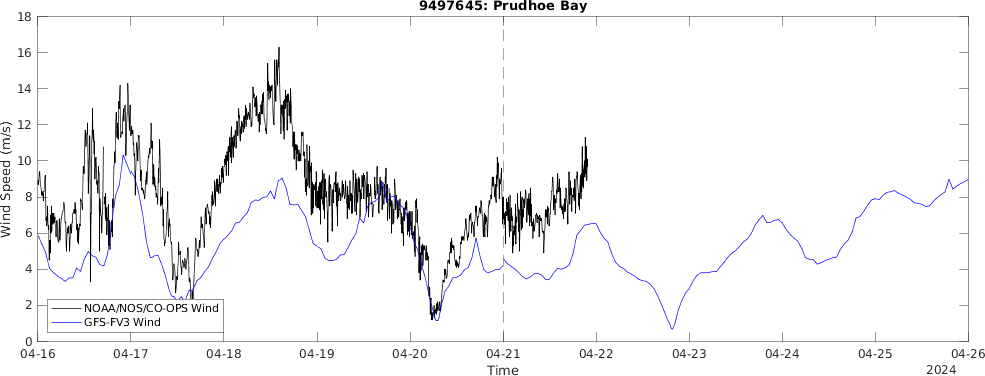 9497645: Prudhoe Bay
18
16
14
12
10
8
6
4
2
0
Wind Speed (m/s)
NOAA/NOS/CO-OPS Wind
GFS-FV3 Wind
04-16 04-17 04-18 04-19 04-20 04-21 04-22 04-23 04-24 04-25 04-26
Time
2024